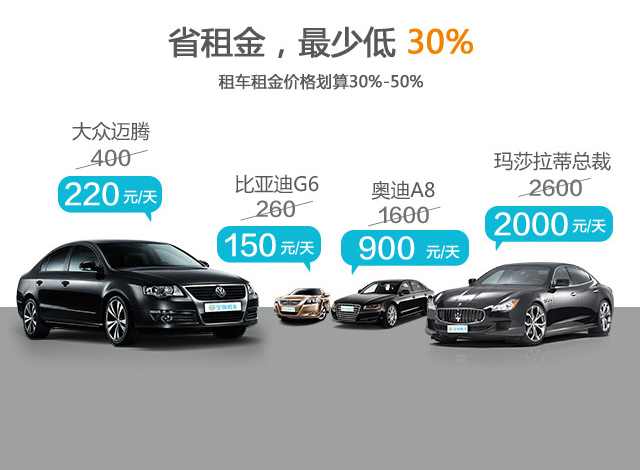 省租金，最少低 30%
租车租金价格划算30%-50%
大众迈腾
400
220元/天
比亚迪G6
260
150元/天
奥迪A8
1600
900 元/天
玛莎拉蒂总裁
2600
2000元/天